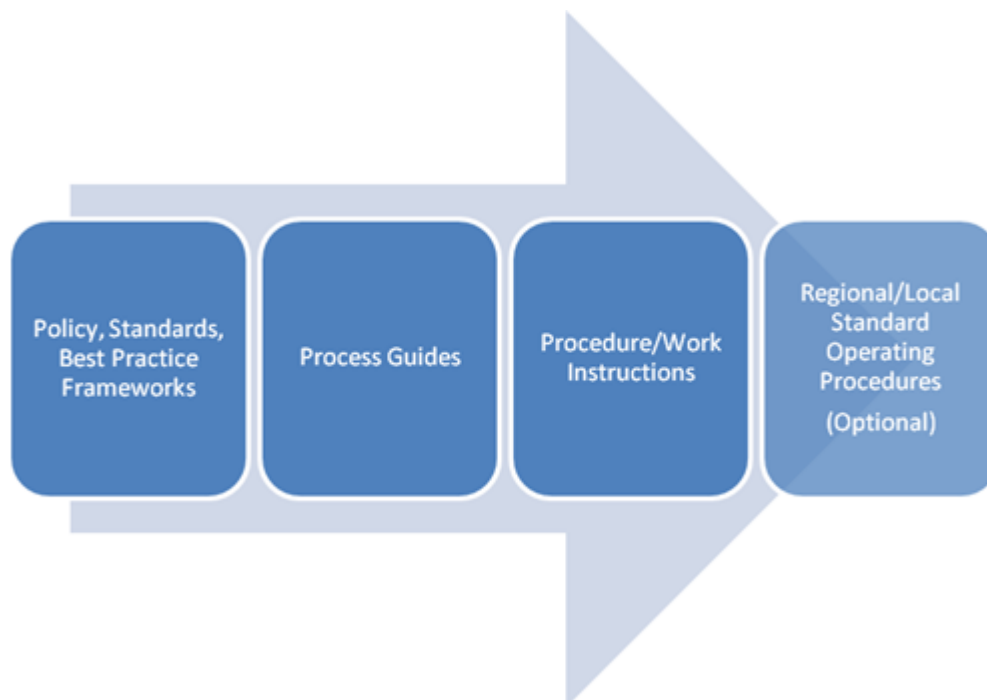 Policy, Standards,
Best Practice
Frameworks
Process Guides
Procedure/Work
Instructions
Regional/Local
Standard
Operating
Procedures
(Optional)